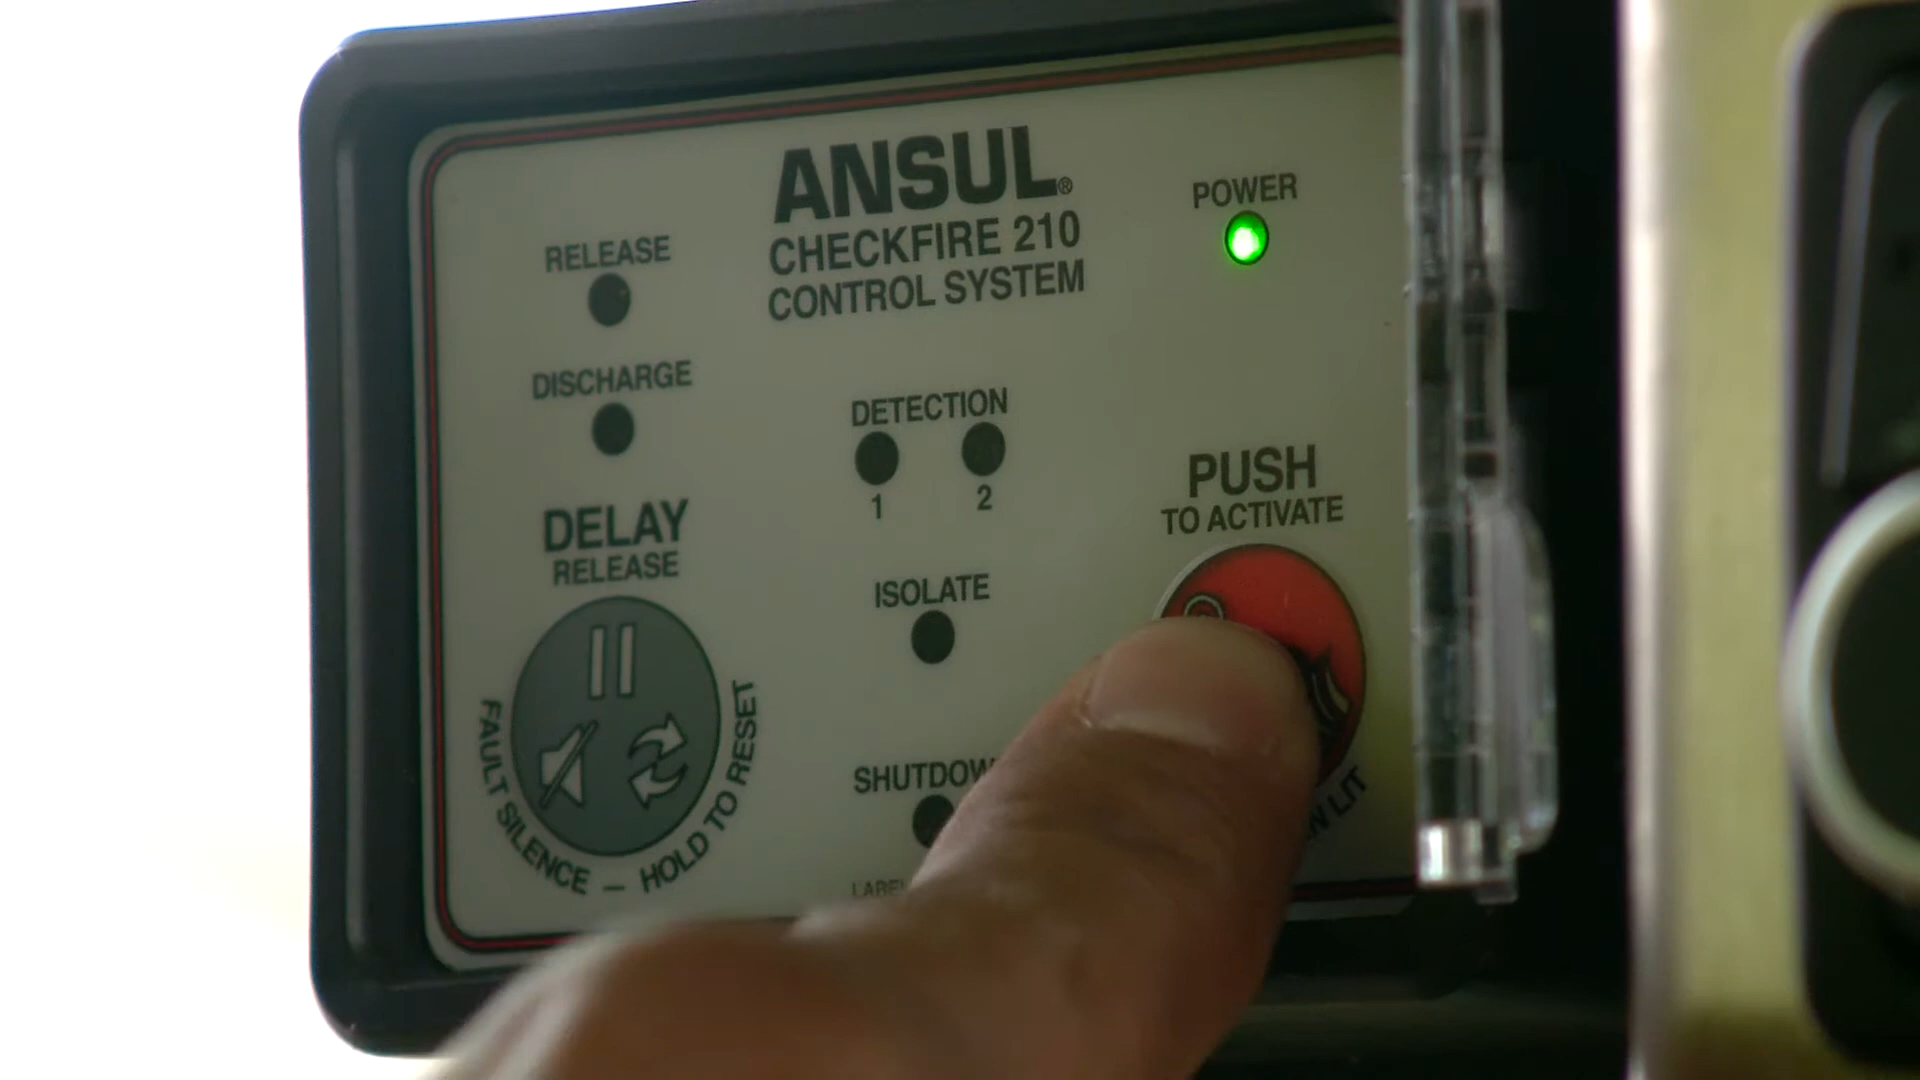 ANSUL®
CHECKFIRE 210
CONTROL SYSTEM
POWER
RELEASE
DISCHARGE
DETECTION
1 2
PUSH
TO ACTIVATE
DELAY
RELEASE
ISOLATE
FAULT SILENCE – HOLD TO RESET
LIT